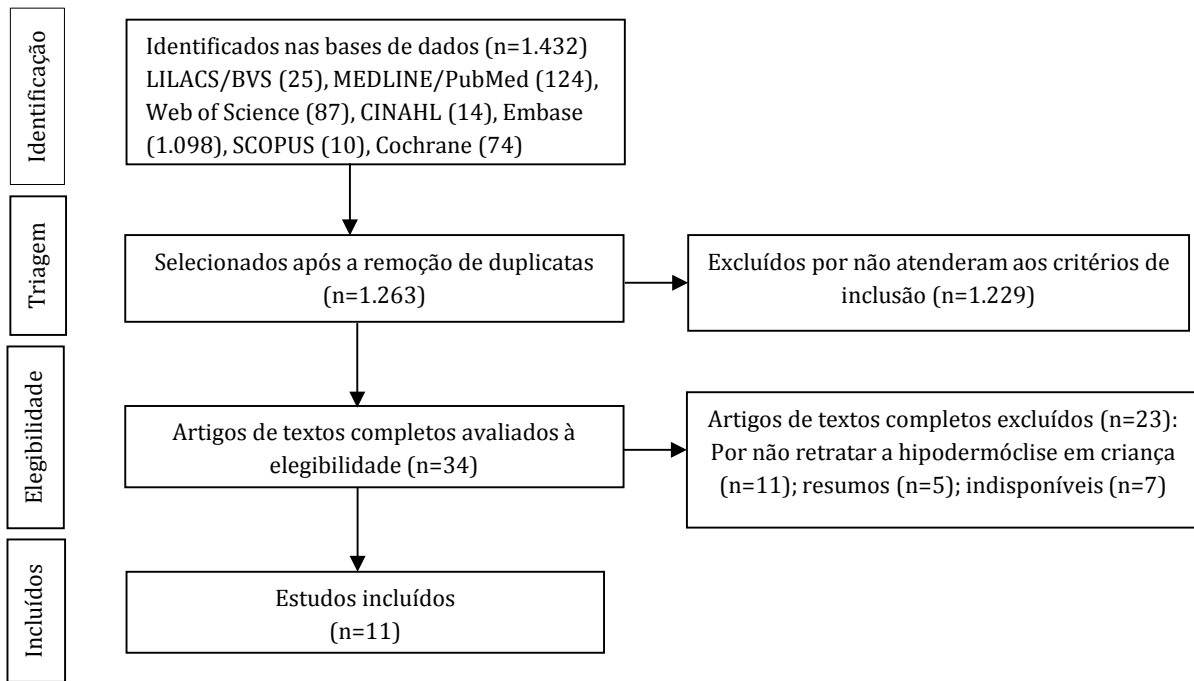 Identificação
Identificados nas bases de dados (n=1.432)
LILACS/BVS (25), MEDLINE/PubMed (124),
Web of Science (87), CINAHL (14), Embase
(1.098), SCOPUS (10), Cochrane (74)
Triagem
Selecionados após a remoção de duplicatas
(n=1.263)
Excluídos por não atenderam aos critérios de
inclusão (n=1.229)
Elegibilidade
Artigos de textos completos avaliados à
elegibilidade (n=34)
Artigos de textos completos excluídos (n=23):
Por não retratar a hipodermóclise em criança
(n=11); resumos (n=5); indisponíveis (n=7)
Incluídos
Estudos incluídos
(n=11)